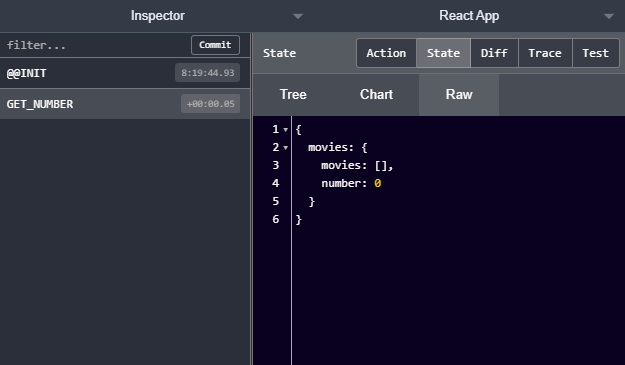 Inspector
React App
filter...
Commit
@@INIT
8:19:44.93
GET_NUMBER
+00:00.05
State
Action
State
Diff
Trace
Test
Tree
Chart
Raw
1 {
2 movies: {
3 movies: [],
4 number: 0
5 }
6 }